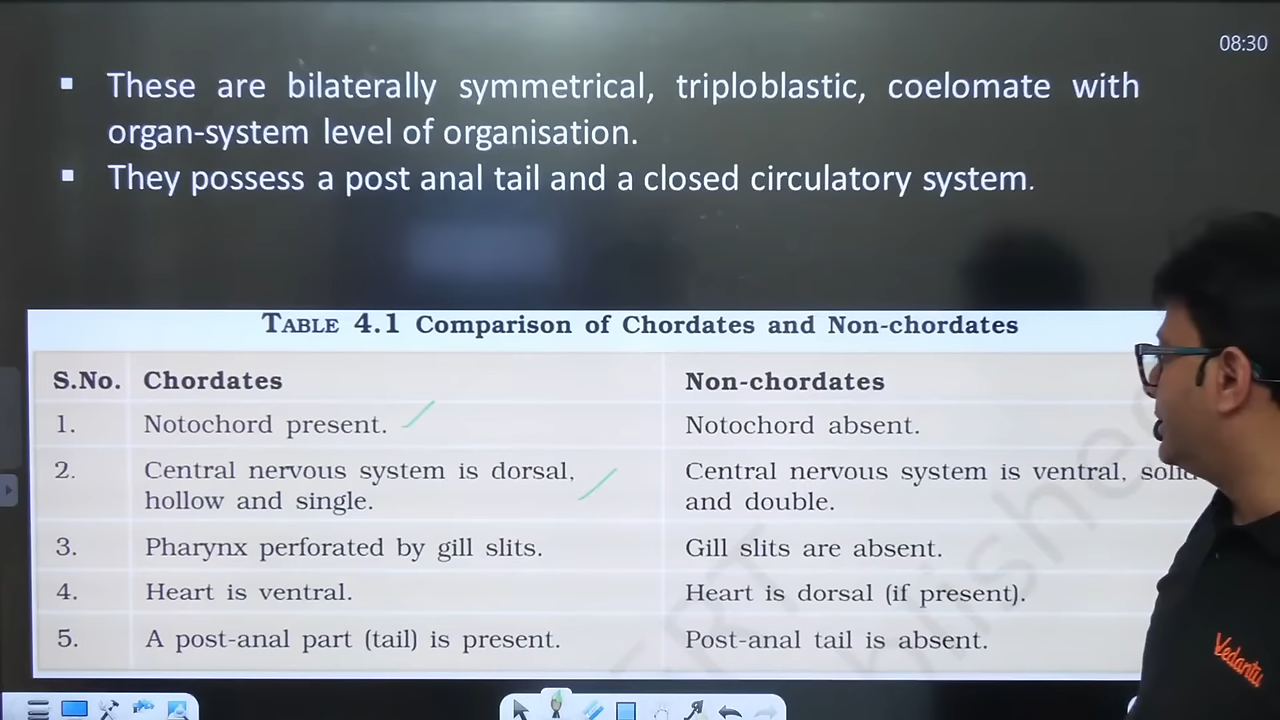 08:30
▪ These are bilaterally symmetrical, triploblastic, coelomate with
organ-system level of organisation.
▪ They possess a post anal tail and a closed circulatory system.
TABLE 4.1 Comparison of Chordates and Non-chordates
S.No. Chordates Non-chordates
1. Notochord present. Notochord absent.
2. Central nervous system is dorsal, Central nervous system is ventral, solid
hollow and single. and double.
3. Pharynx perforated by gill slits. Gill slits are absent.
4. Heart is ventral. Heart is dorsal (if present).
5. A post-anal part (tail) is present. Post-anal tail is absent.
Vedantu